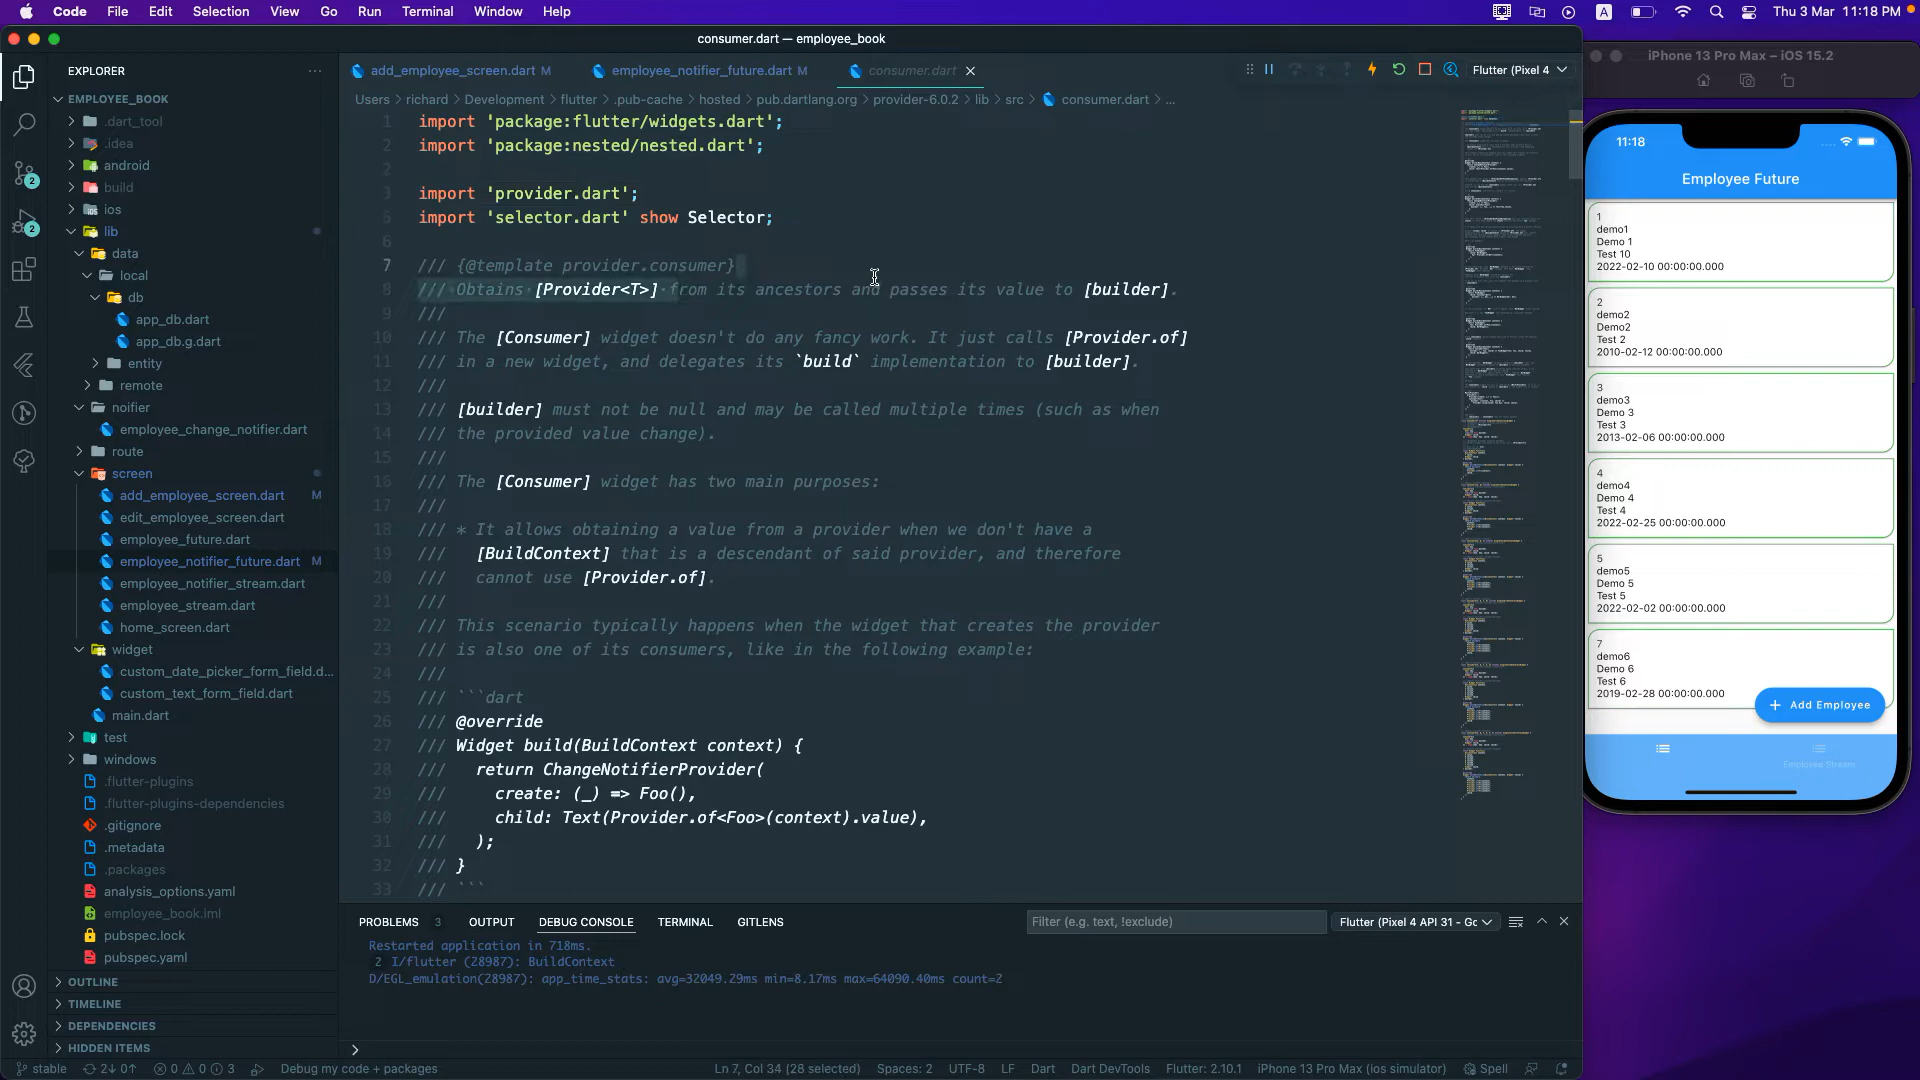 Code File Edit Selection View Go Run Terminal Window Help
A
Thu 3 Mar 11:18 PM
consumer.dart — employee_book
iPhone 13 Pro Max – iOS 15.2
EXPLORER
EMPLOYEE_BOOK
.dart_tool
.idea
android
build
ios
lib
data
local
db
app_db.dart
app_db.g.dart
entity
remote
noifier
employee_change_notifier.dart
route
screen
add_employee_screen.dart M
edit_employee_screen.dart
employee_future.dart
employee_notifier_future.dart M
employee_notifier_stream.dart
employee_stream.dart
home_screen.dart
widget
custom_date_picker_form_field.d...
custom_text_form_field.dart
main.dart
test
windows
.flutter-plugins
.flutter-plugins-dependencies
.gitignore
.metadata
.packages
analysis_options.yaml
employee_book.iml
pubspec.lock
pubspec.yaml
OUTLINE
TIMELINE
DEPENDENCIES
HIDDEN ITEMS
2
2
add_employee_screen.dart M
employee_notifier_future.dart M
consumer.dart
Flutter (Pixel 4
Users > richard > Development > flutter > .pub-cache > hosted > pub.dartlang.org > provider-6.0.2 > lib > src > consumer.dart > ...
1 import 'package:flutter/widgets.dart';
2 import 'package:nested/nested.dart';
2
3 import 'provider.dart';
import 'selector.dart' show Selector;
6
7 /// {@template provider.consumer}
8 /// Obtains [Provider<T>] from its ancestors and passes its value to [builder].
9 ///
10 /// The [Consumer] widget doesn't do any fancy work. It just calls [Provider.of]
11 /// in a new widget, and delegates its `build` implementation to [builder].
12 ///
13 /// [builder] must not be null and may be called multiple times (such as when
14 /// the provided value change).
15 ///
16 /// The [Consumer] widget has two main purposes:
17 ///
18 /// * It allows obtaining a value from a provider when we don't have a
19 /// [BuildContext] that is a descendant of said provider, and therefore
20 /// cannot use [Provider.of].
21 ///
22 /// This scenario typically happens when the widget that creates the provider
23 /// is also one of its consumers, like in the following example:
24 ///
25 /// ```dart
26 /// @override
27 /// Widget build(BuildContext context) {
28 /// return ChangeNotifierProvider(
29 /// create: (_) => Foo(),
30 /// child: Text(Provider.of<Foo>(context).value),
31 /// );
32 /// }
33 /// ```
PROBLEMS 3 OUTPUT DEBUG CONSOLE TERMINAL GITLENS
Filter (e.g. text, !exclude)
Flutter (Pixel 4 API 31 - Gc
Restarted application in 718ms.
2 I/flutter (28987): BuildContext
D/EGL_emulation(28987): app_time_stats: avg=32049.29ms min=8.17ms max=64090.40ms count=2
stable 2↓ 0↑ 0 0 3 Debug my code + packages
Ln 7, Col 34 (28 selected) Spaces: 2 UTF-8 LF Dart Dart DevTools Flutter: 2.10.1 iPhone 13 Pro Max (ios simulator) Spell
11:18
Employee Future
1
demo1
Demo 1
Test 10
2022-02-10 00:00:00.000
2
demo2
Demo2
Test 2
2010-02-12 00:00:00.000
3
demo3
Demo 3
Test 3
2013-02-06 00:00:00.000
4
demo4
Demo 4
Test 4
2022-02-25 00:00:00.000
5
demo5
Demo 5
Test 5
2022-02-02 00:00:00.000
7
demo6
Demo 6
Test 6
2019-02-28 00:00:00.000
+ Add Employee
Employee Stream